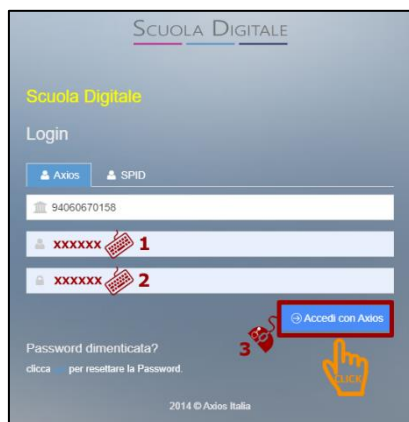 SCUOLA DIGITALE
Scuola Digitale
Login
Axios SPID
94060670158
xxxxxx 1
xxxxxx 2
3 Accedi con Axios
CLICK
Password dimenticata?
clicca per resettare la Password.
2014 © Axios Italia